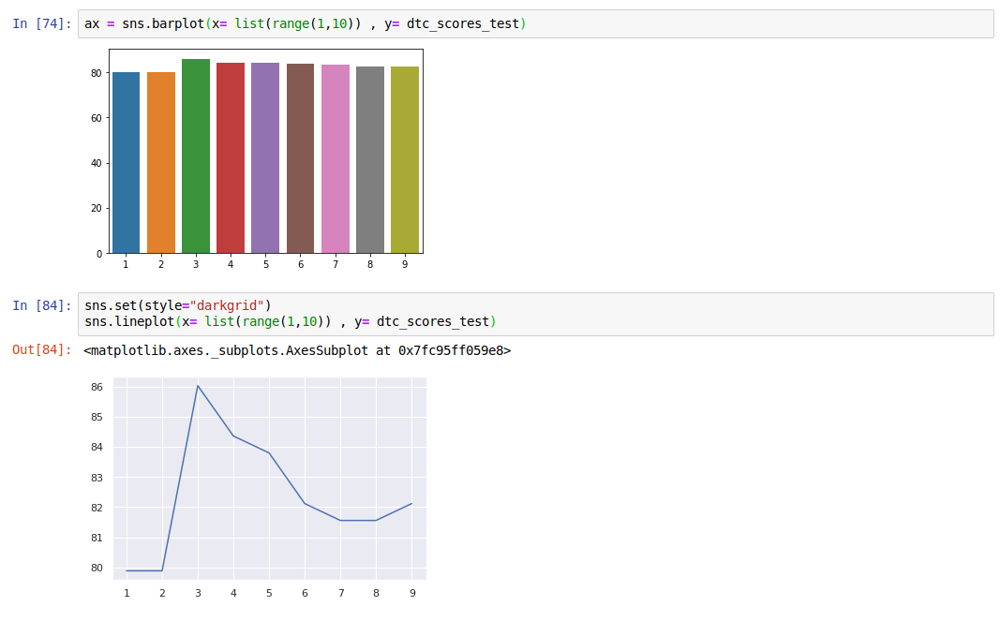 In [74]: ax = sns.barplot(x= list(range(1,10)) , y= dtc_scores_test)
80
60
40
20
0
1 2 3 4 5 6 7 8 9
In [84]: sns.set(style="darkgrid")
sns.lineplot(x= list(range(1,10)) , y= dtc_scores_test)
Out[84]: <matplotlib.axes._subplots.AxesSubplot at 0x7fc95ff059e8>
86
85
84
83
82
81
80
1 2 3 4 5 6 7 8 9